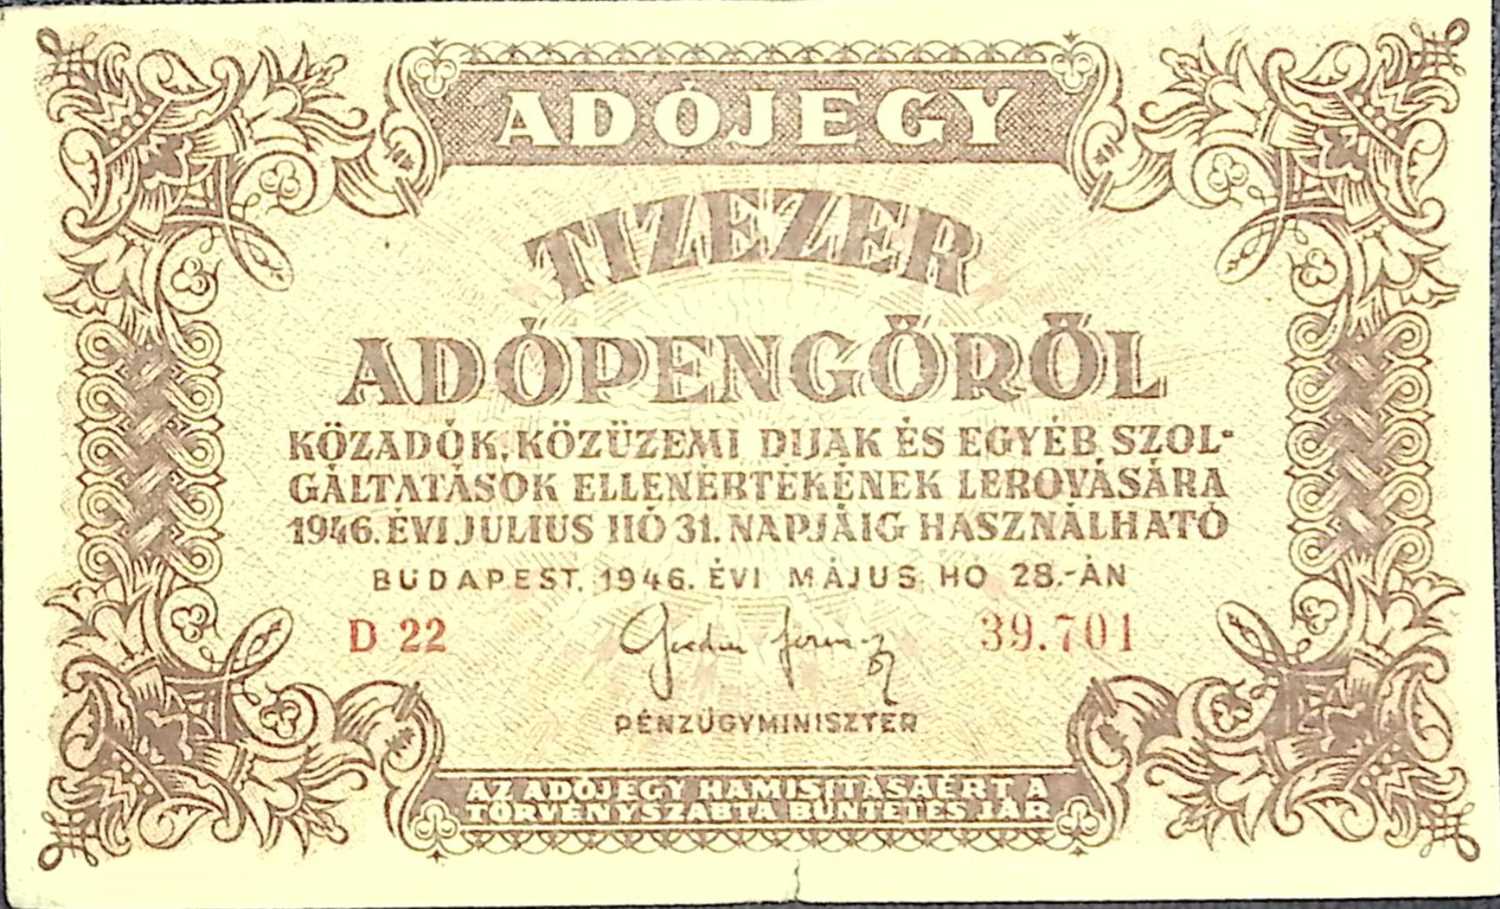 ADÓJEGY
TIZEZER
ADÓPENGŐRŐL
KÖZADÓK, KÖZÜZEMI DIJAK ÉS EGYÉB SZOL-
GÁLTATÁSOK ELLENÉRTÉKÉNEK LEROVÁSÁRA
1946. ÉVI JULIUS HÓ 31. NAPJÁIG HASZNÁLHATÓ
BUDAPEST, 1946. ÉVI MÁJUS HÓ 28.-ÁN
D 22 39.701
PÉNZÜGYMINISZTER
AZ ADÓJEGY HAMISITÁSÁÉRT A
TÖRVÉNYSZABTA BÜNTETÉS JÁR